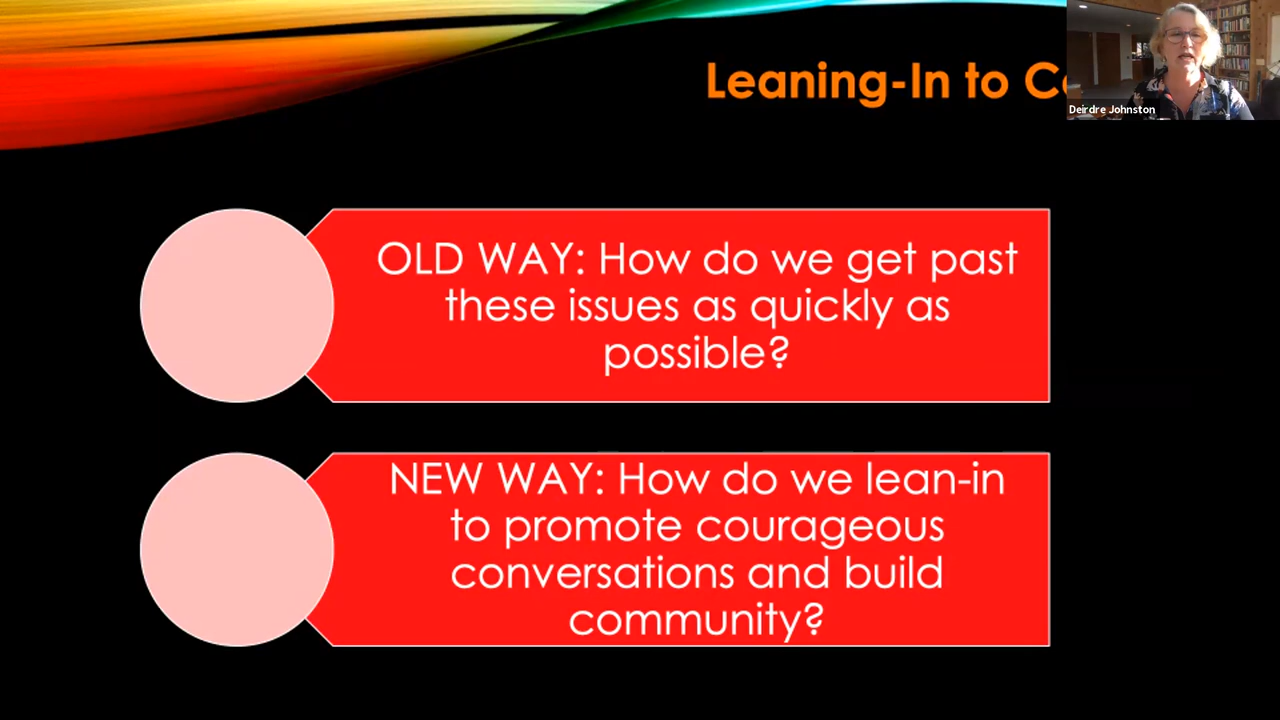 Leaning-In to
Deirdre Johnston
OLD WAY: How do we get past
these issues as quickly as
possible?
NEW WAY: How do we lean-in
to promote courageous
conversations and build
community?